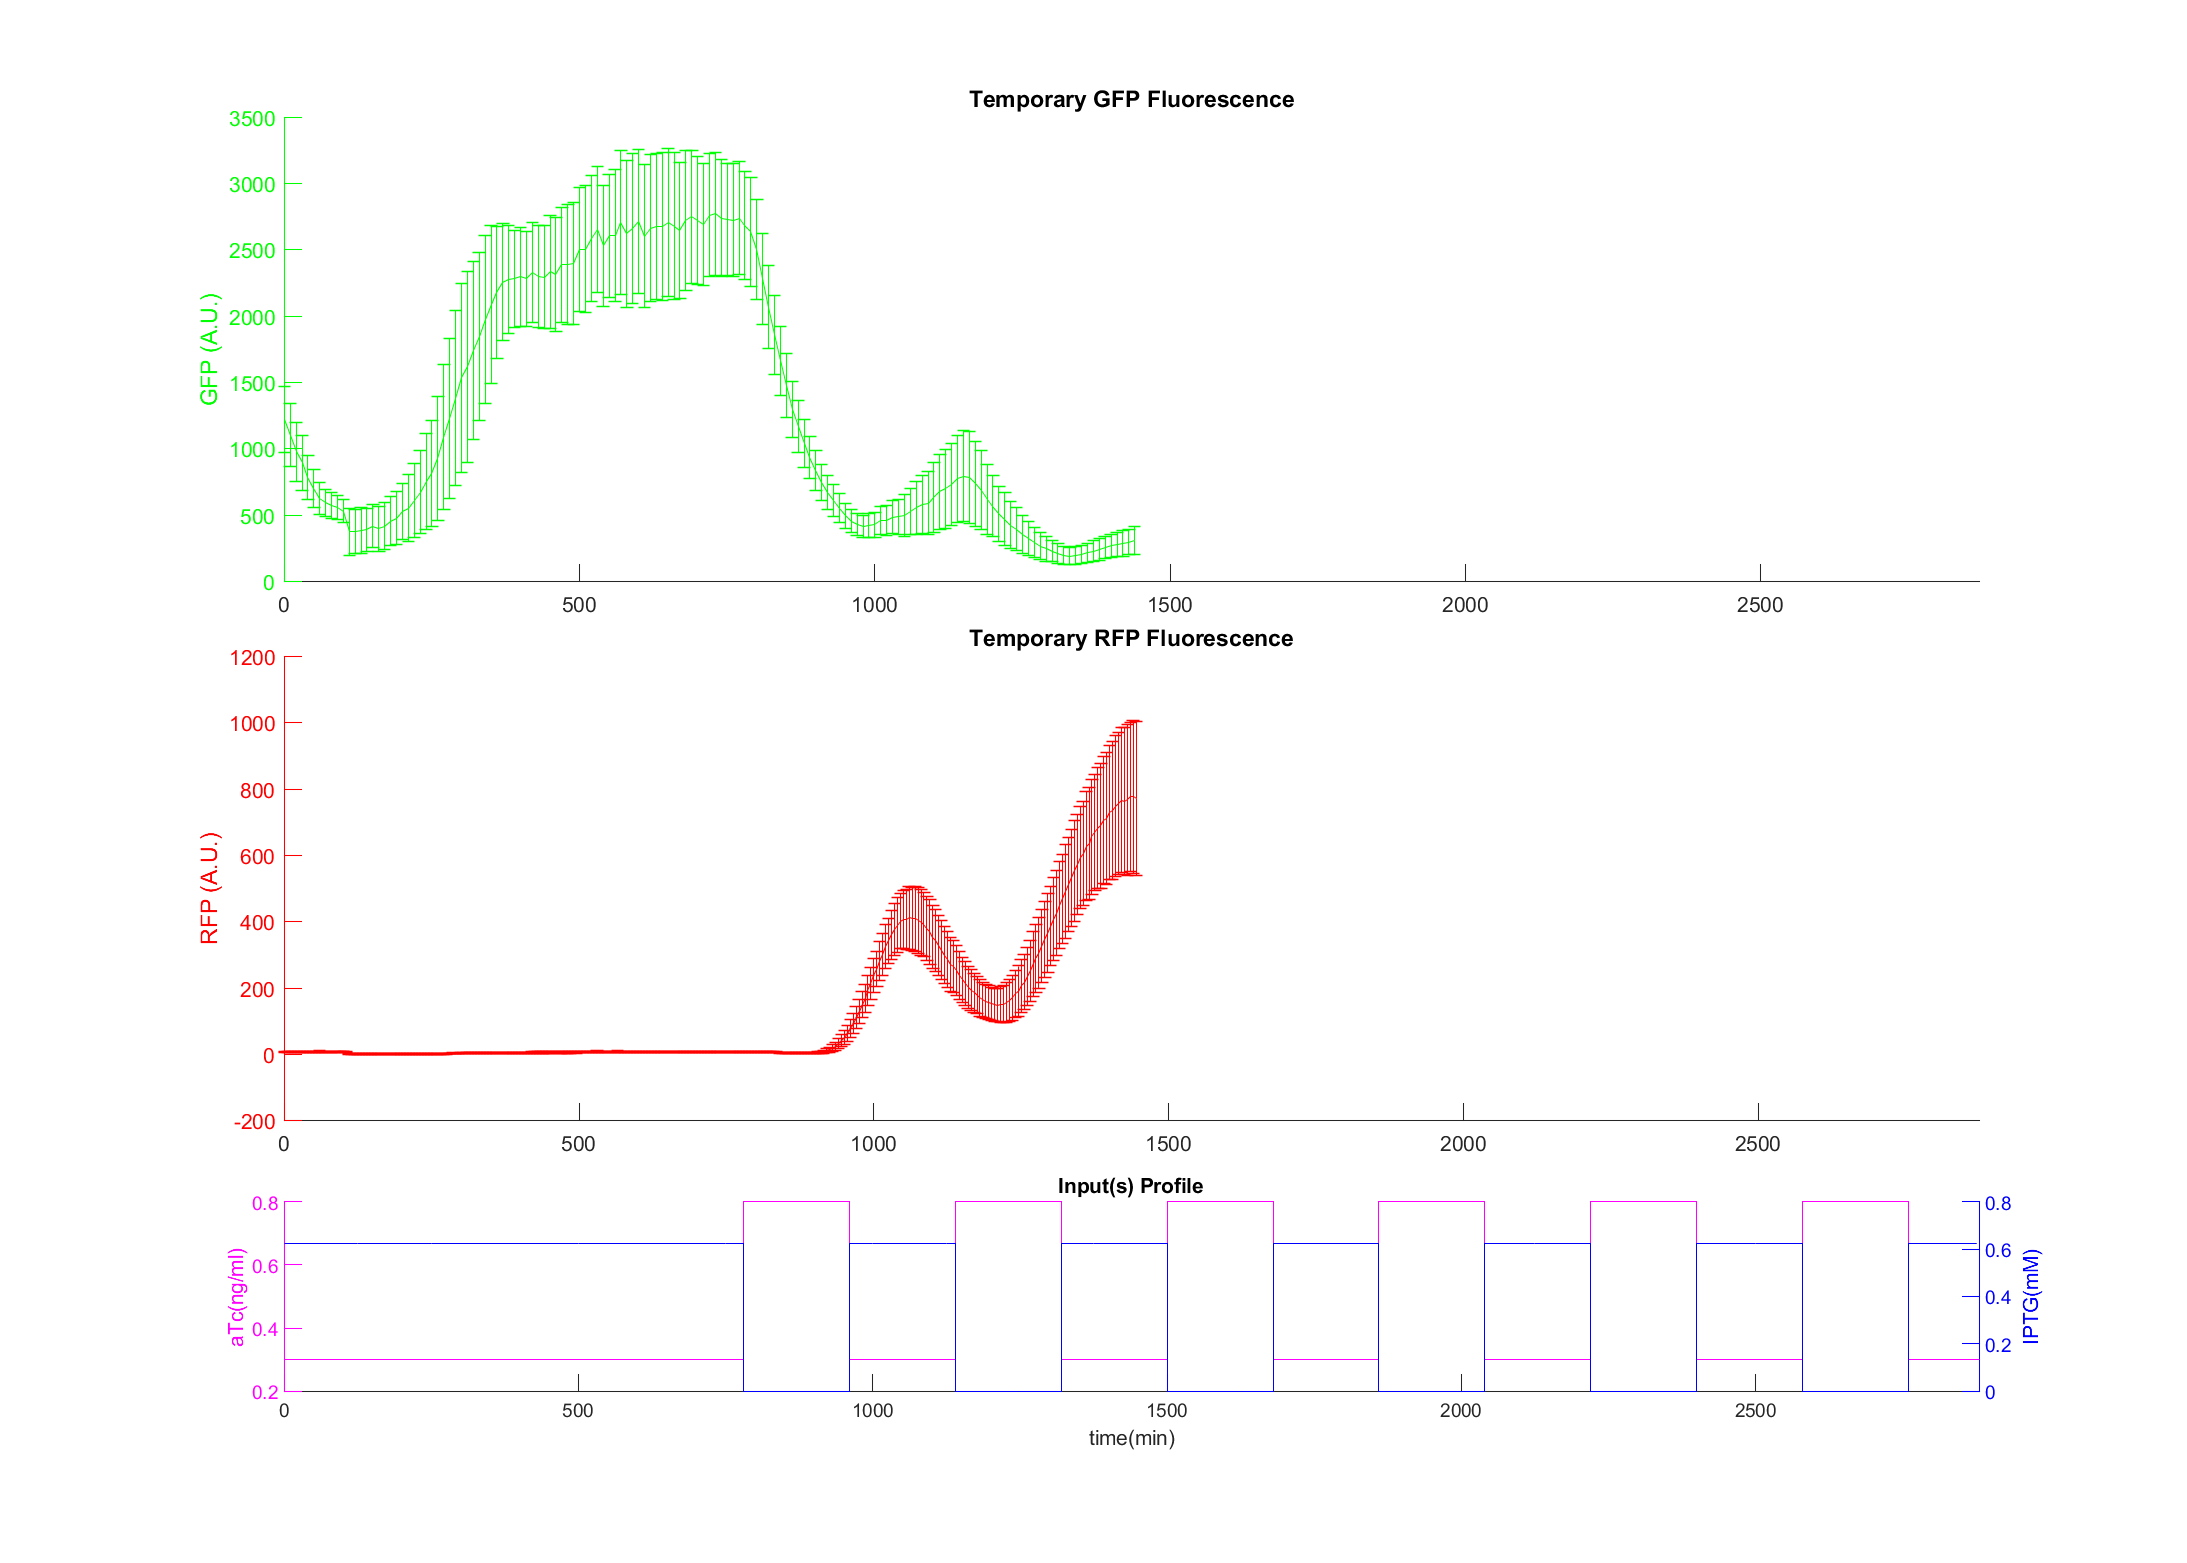 Temporary GFP Fluorescence
3500
3000
2500
2000
1500
1000
500
0
GFP (A.U.)
0 500 1000 1500 2000 2500
Temporary RFP Fluorescence
1200
1000
800
600
400
200
0
-200
RFP (A.U.)
0 500 1000 1500 2000 2500
Input(s) Profile
0.8
0.6
0.4
0.2
aTc(ng/ml)
0.8
0.6
0.4
0.2
0
IPTG(mM)
0 500 1000 1500 2000 2500
time(min)